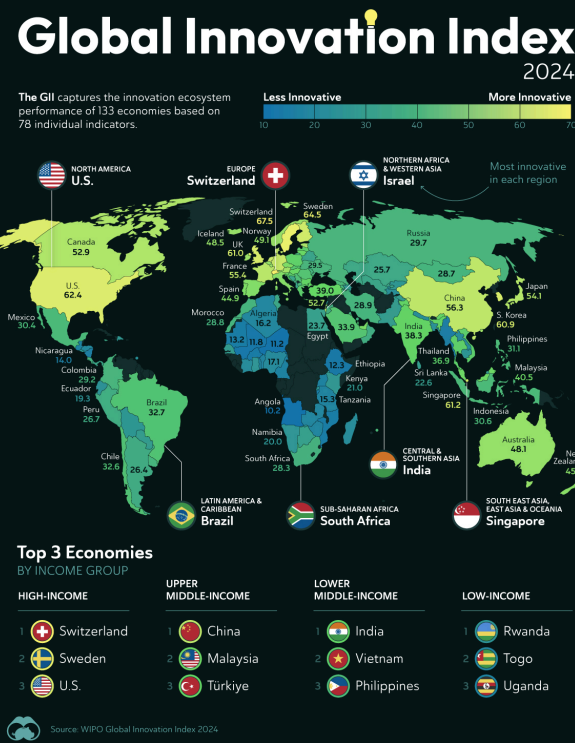 Global Innovation Index
2024
The GII captures the innovation ecosystem
performance of 133 economies based on
78 individual indicators.
Less Innovative
More Innovative
10 20 30 40 50 60 70
NORTH AMERICA
U.S.
EUROPE
Switzerland
NORTHERN AFRICA
& WESTERN ASIA
Israel
Most innovative
in each region
Switzerland
67.5
Sweden
64.5
Iceland
48.5
Norway
49.1
UK
61.0
France
55.4
Spain
44.9
Russia
29.7
Canada
52.9
U.S.
62.4
29.5
25.7
28.7
39.0
52.7
28.9
China
56.3
Japan
54.1
S. Korea
60.9
Mexico
30.4
Morocco
28.8
Algeria
16.2
13.2
11.8
11.2
17.1
23.7
Egypt
33.9
India
38.3
Philippines
31.1
Thailand
36.9
Malaysia
40.5
Sri Lanka
22.6
Singapore
61.2
Indonesia
30.6
Nicaragua
14.0
Colombia
29.2
Ecuador
19.3
Peru
26.7
Brazil
32.7
Chile
32.6
26.4
12.3
Ethiopia
Kenya
21.0
15.3
Tanzania
Angola
10.2
Namibia
20.0
South Africa
28.3
Australia
48.1
Ne
Zealan
45
CENTRAL &
SOUTHERN ASIA
India
LATIN AMERICA &
CARIBBEAN
Brazil
SUB-SAHARAN AFRICA
South Africa
SOUTH EAST ASIA,
EAST ASIA & OCEANIA
Singapore
Top 3 Economies
BY INCOME GROUP
HIGH-INCOME
1 Switzerland
2 Sweden
3 U.S.
UPPER
MIDDLE-INCOME
1 China
2 Malaysia
3 Türkiye
LOWER
MIDDLE-INCOME
1 India
2 Vietnam
3 Philippines
LOW-INCOME
1 Rwanda
2 Togo
3 Uganda
Source: WIPO Global Innovation Index 2024